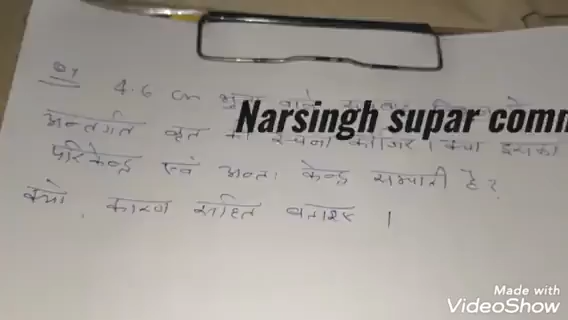 4.6 cm भुजा वाले
अन्तर्गत वृत की रचना कीजिए। क्या इसका
परिकेन्द्र एवं अन्तः केन्द्र सम्पाती है?
क्यो कारण सहित बताइए ।
Narsingh supar comm
Made with
VideoShow